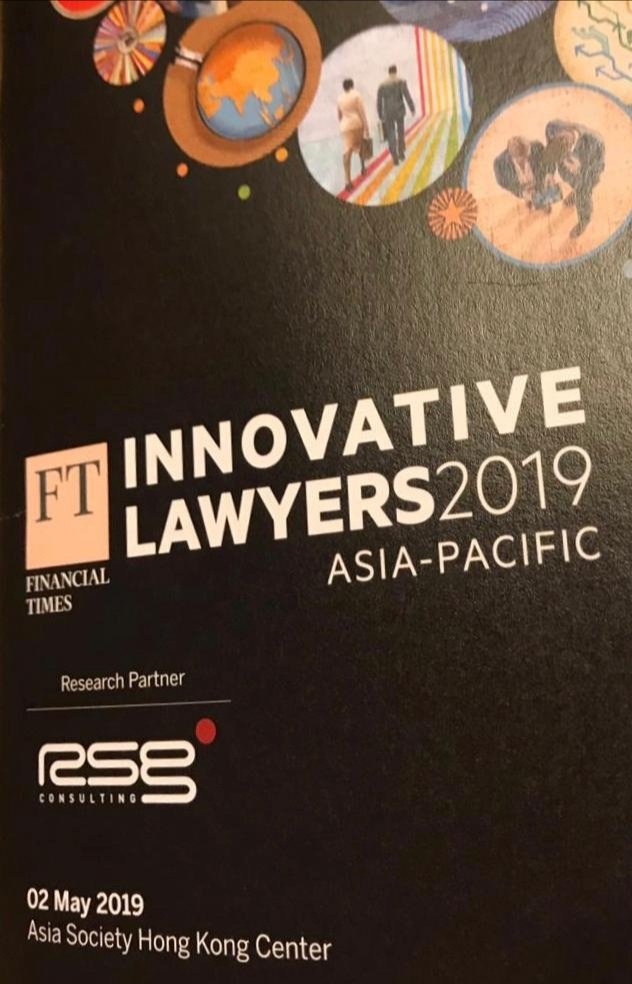 FT
FINANCIAL
TIMES
INNOVATIVE
LAWYERS2019
ASIA-PACIFIC
Research Partner
rsg
CONSULTING
02 May 2019
Asia Society Hong Kong Center